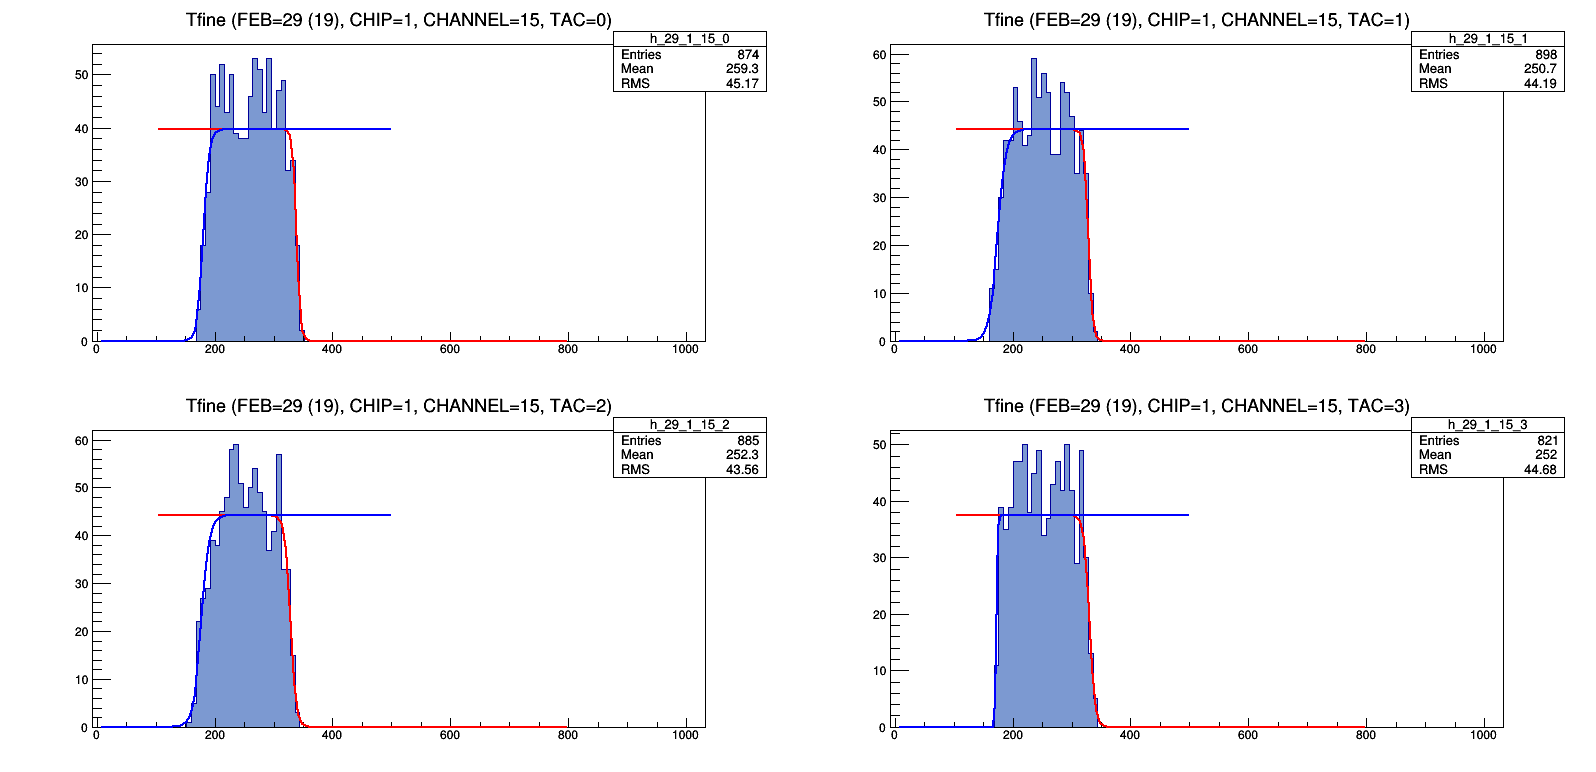 Tfine (FEB=29 (19), CHIP=1, CHANNEL=15, TAC=0)
h_29_1_15_0
Entries 874
Mean 259.3
RMS 45.17
50
40
30
20
10
0
0 200 400 600 800 1000
Tfine (FEB=29 (19), CHIP=1, CHANNEL=15, TAC=1)
h_29_1_15_1
Entries 898
Mean 250.7
RMS 44.19
60
50
40
30
20
10
0
0 200 400 600 800 1000
Tfine (FEB=29 (19), CHIP=1, CHANNEL=15, TAC=2)
h_29_1_15_2
Entries 885
Mean 252.3
RMS 43.56
60
50
40
30
20
10
0
0 200 400 600 800 1000
Tfine (FEB=29 (19), CHIP=1, CHANNEL=15, TAC=3)
h_29_1_15_3
Entries 821
Mean 252
RMS 44.68
50
40
30
20
10
0
0 200 400 600 800 1000